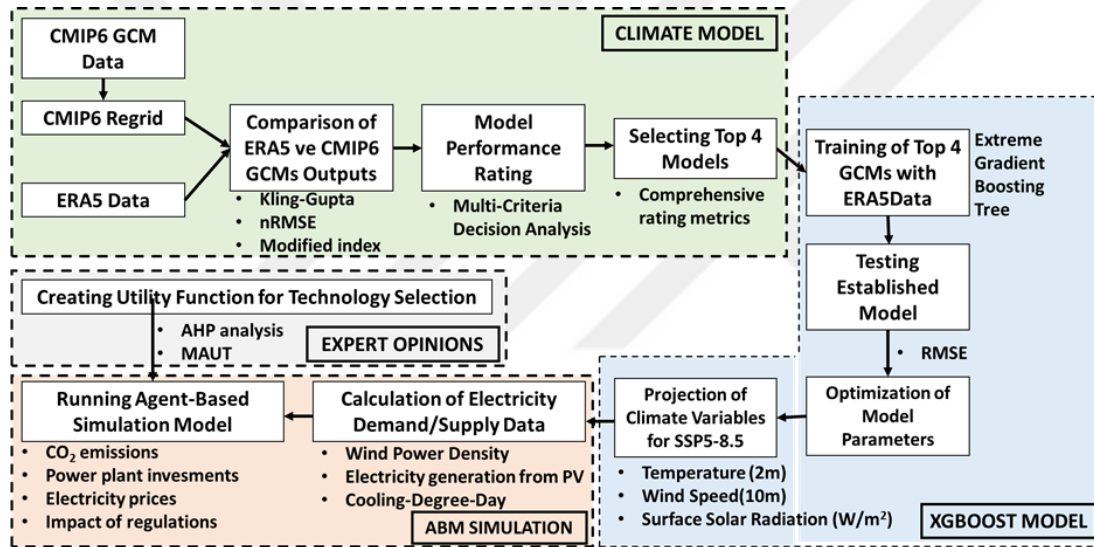 CLIMATE MODEL
CMIP6 GCM
Data
CMIP6 Regrid
ERA5 Data
Comparison of
ERA5 ve CMIP6
GCMs Outputs
• Kling-Gupta
• nRMSE
• Modified index
Model
Performance
Rating
• Multi-Criteria
Decision Analysis
Selecting Top 4
Models
• Comprehensive
rating metrics
Training of Top 4
GCMs with
ERA5Data
Extreme
Gradient
Boosting
Tree
Testing
Established
Model
• RMSE
Optimization of
Model
Parameters
Projection of
Climate Variables
for SSP5-8.5
• Temperature (2m)
• Wind Speed(10m)
• Surface Solar Radiation (W/m²)
XGBOOST MODEL
Creating Utility Function for Technology Selection
• AHP analysis
• MAUT
EXPERT OPINIONS
Calculation of Electricity
Demand/Supply Data
• Wind Power Density
• Electricity generation from PV
• Cooling-Degree-Day
Running Agent-Based
Simulation Model
• CO₂ emissions
• Power plant invesments
• Electricity prices
• Impact of regulations
ABM SIMULATION